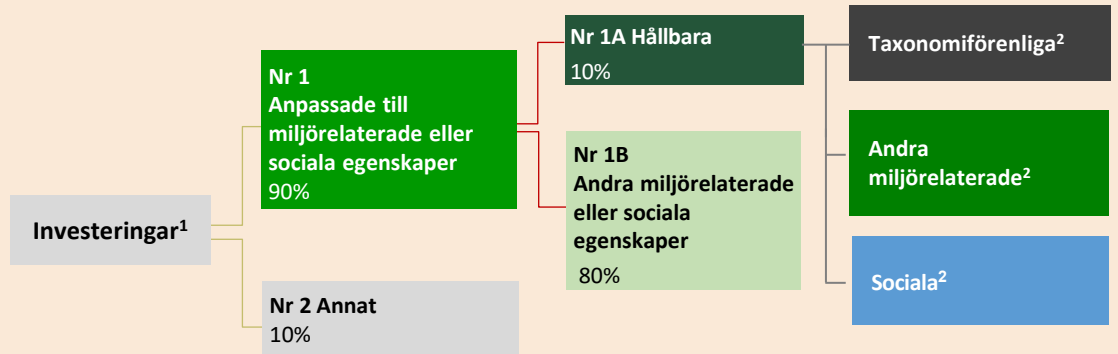 Investeringar¹
Nr 1
Anpassade till
miljörelaterade eller
sociala egenskaper
90%
Nr 2 Annat
10%
Nr 1A Hållbara
10%
Nr 1B
Andra miljörelaterade
eller sociala
egenskaper
80%
Taxonomiförenliga²
Andra
miljörelaterade²
Sociala²